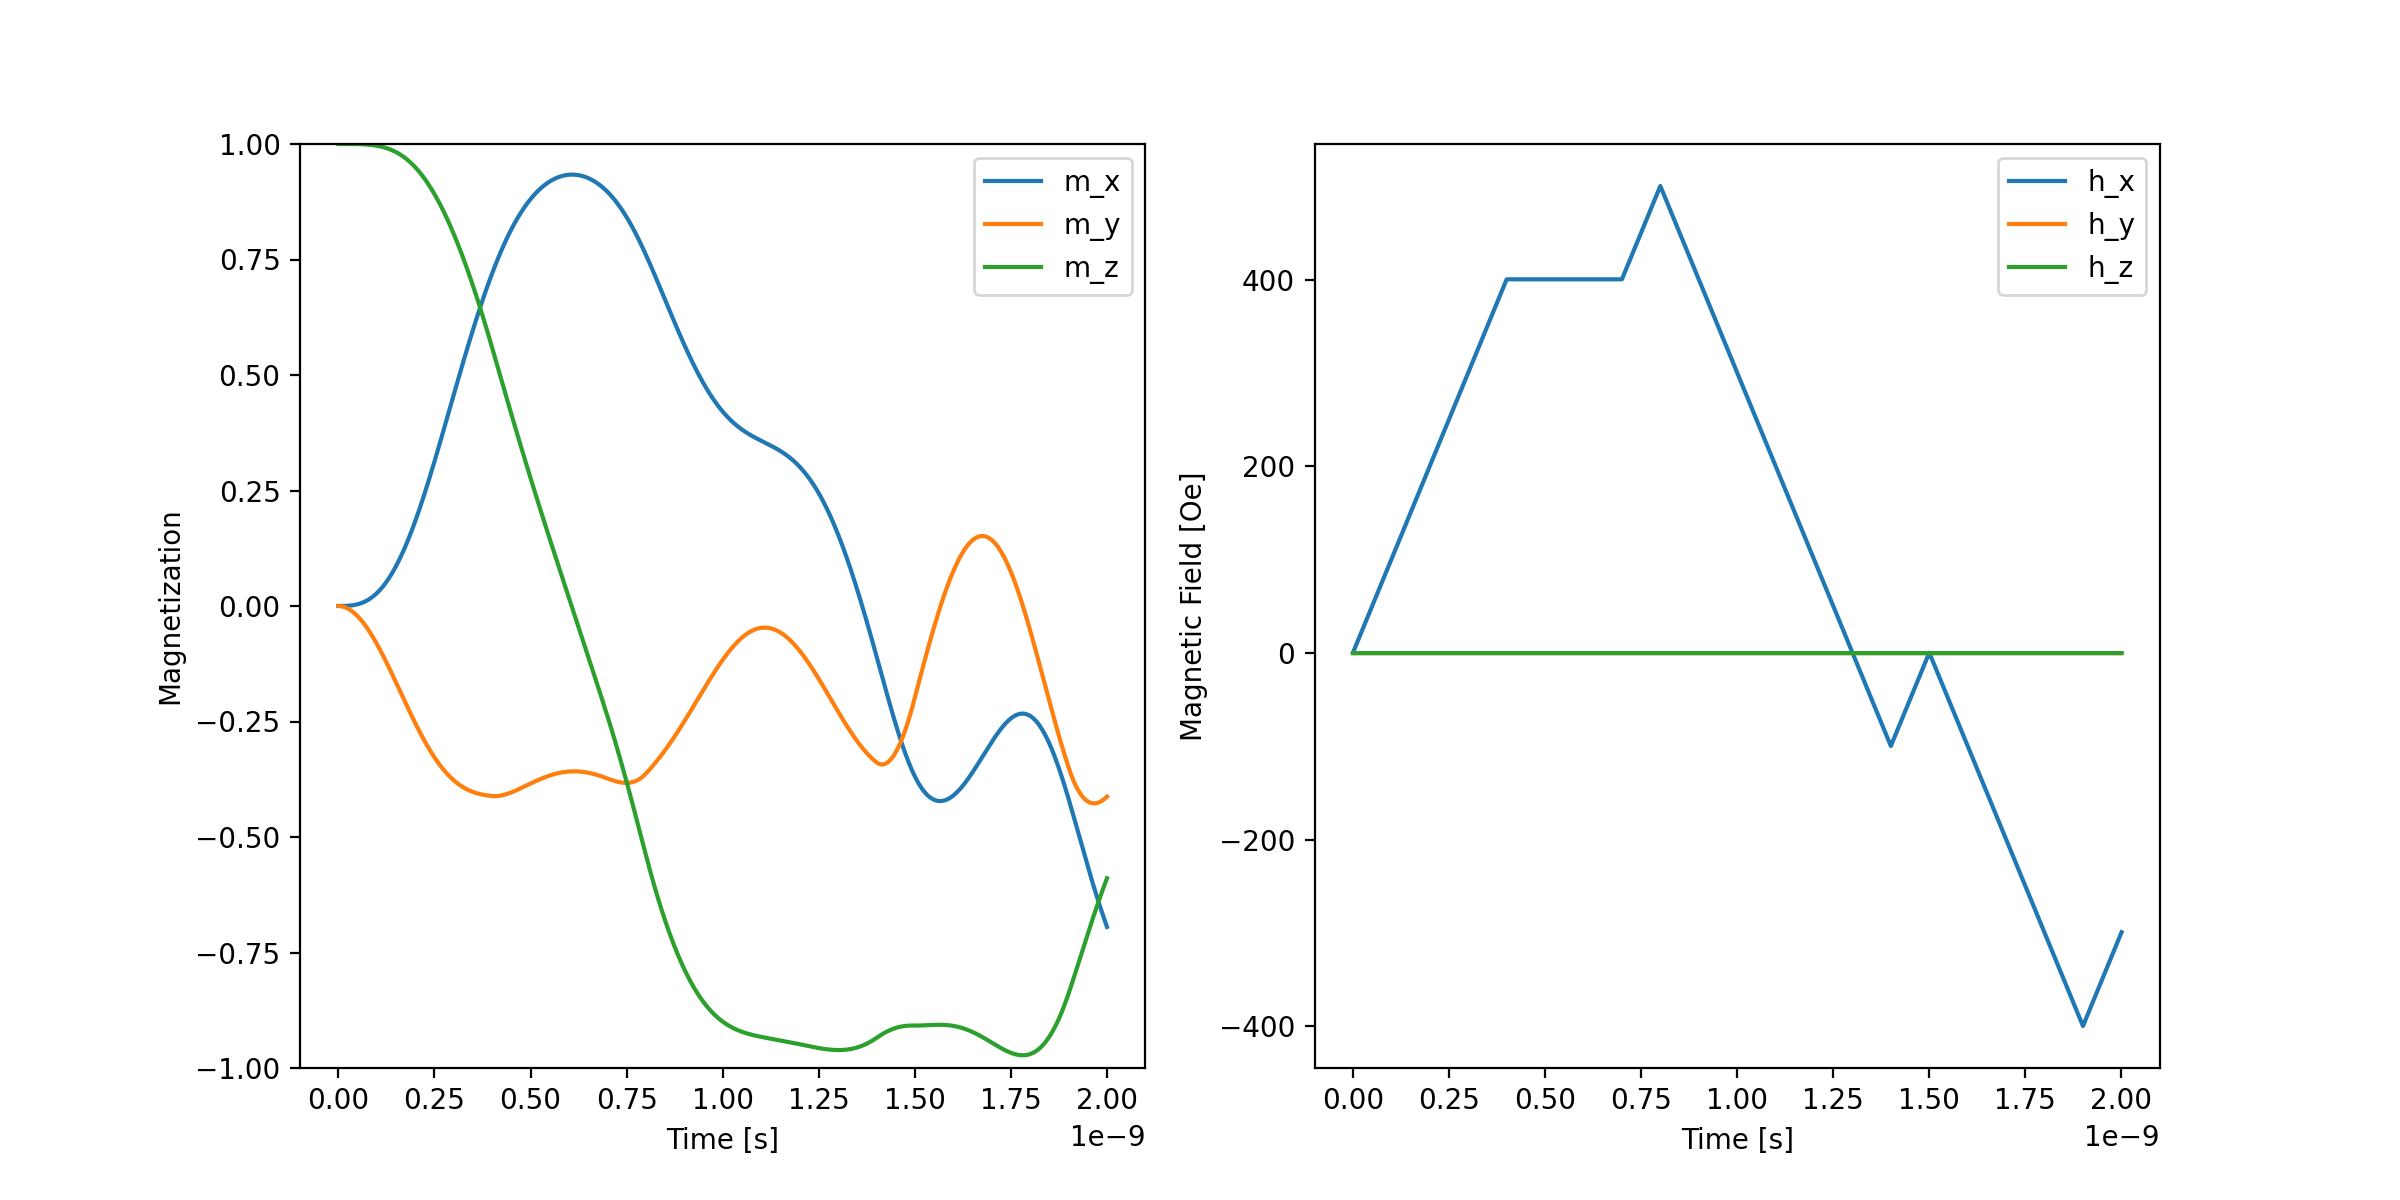 Magnetization
1.00
0.75
0.50
0.25
0.00
−0.25
−0.50
−0.75
−1.00
m_x
m_y
m_z
0.00 0.25 0.50 0.75 1.00 1.25 1.50 1.75 2.00
Time [s]
1e−9
Magnetic Field [Oe]
400
200
0
−200
−400
h_x
h_y
h_z
0.00 0.25 0.50 0.75 1.00 1.25 1.50 1.75 2.00
Time [s]
1e−9